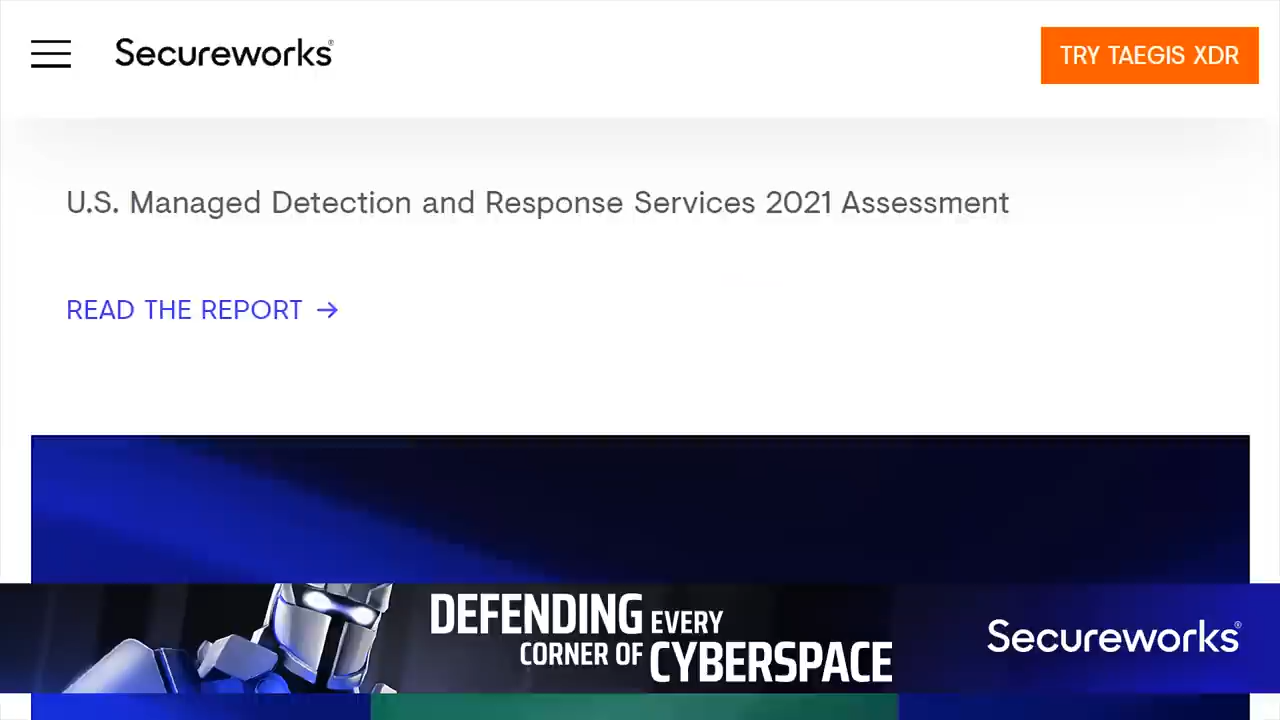 Secureworks®
TRY TAEGIS XDR
U.S. Managed Detection and Response Services 2021 Assessment
READ THE REPORT →
DEFENDING EVERY
CORNER OF CYBERSPACE
Secureworks®